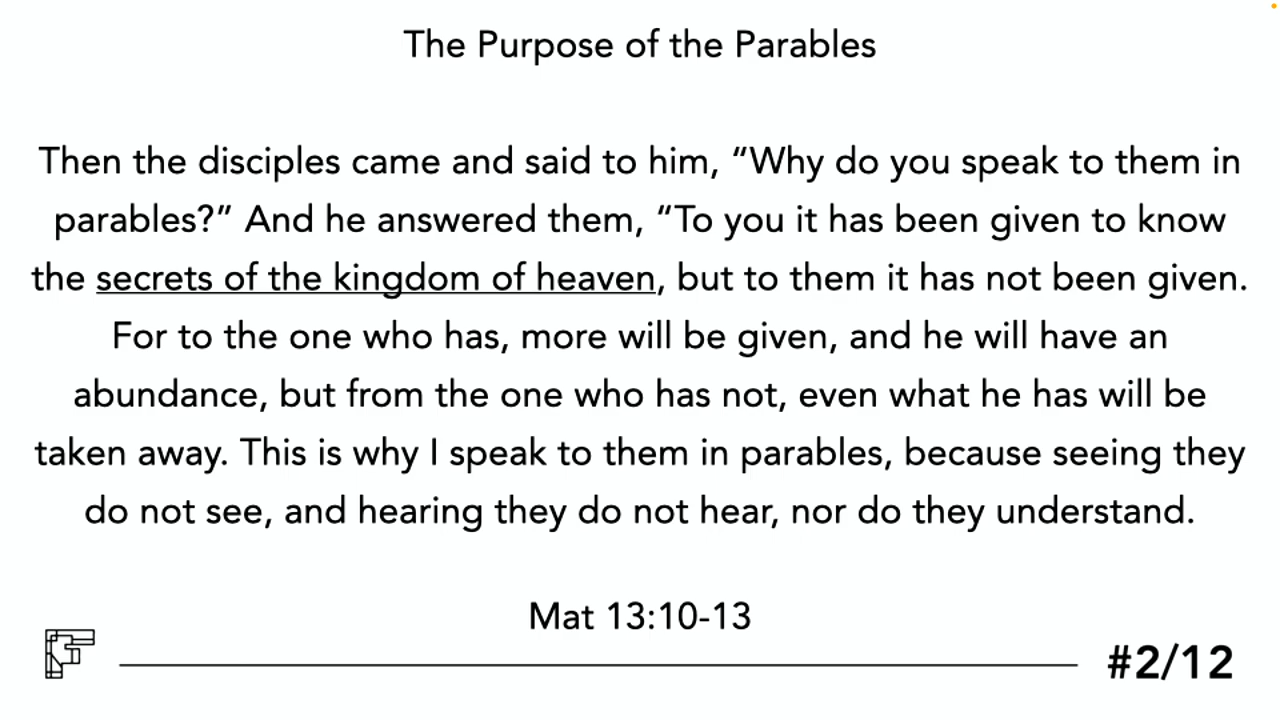 The Purpose of the Parables
Then the disciples came and said to him, “Why do you speak to them in
parables?” And he answered them, “To you it has been given to know
the secrets of the kingdom of heaven, but to them it has not been given.
For to the one who has, more will be given, and he will have an
abundance, but from the one who has not, even what he has will be
taken away. This is why I speak to them in parables, because seeing they
do not see, and hearing they do not hear, nor do they understand.
Mat 13:10-13
#2/12